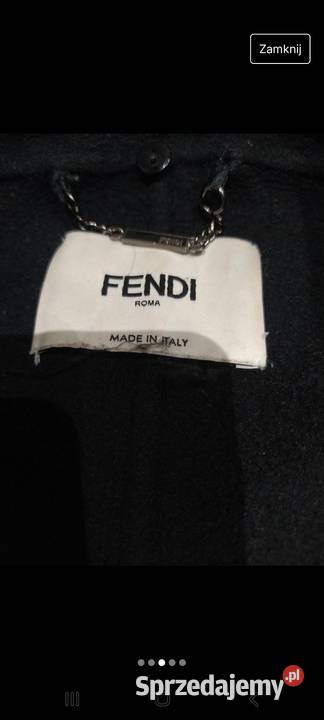 Zamknij
FENDI
ROMA
MADE IN ITALY
Sprzedajemy.pl